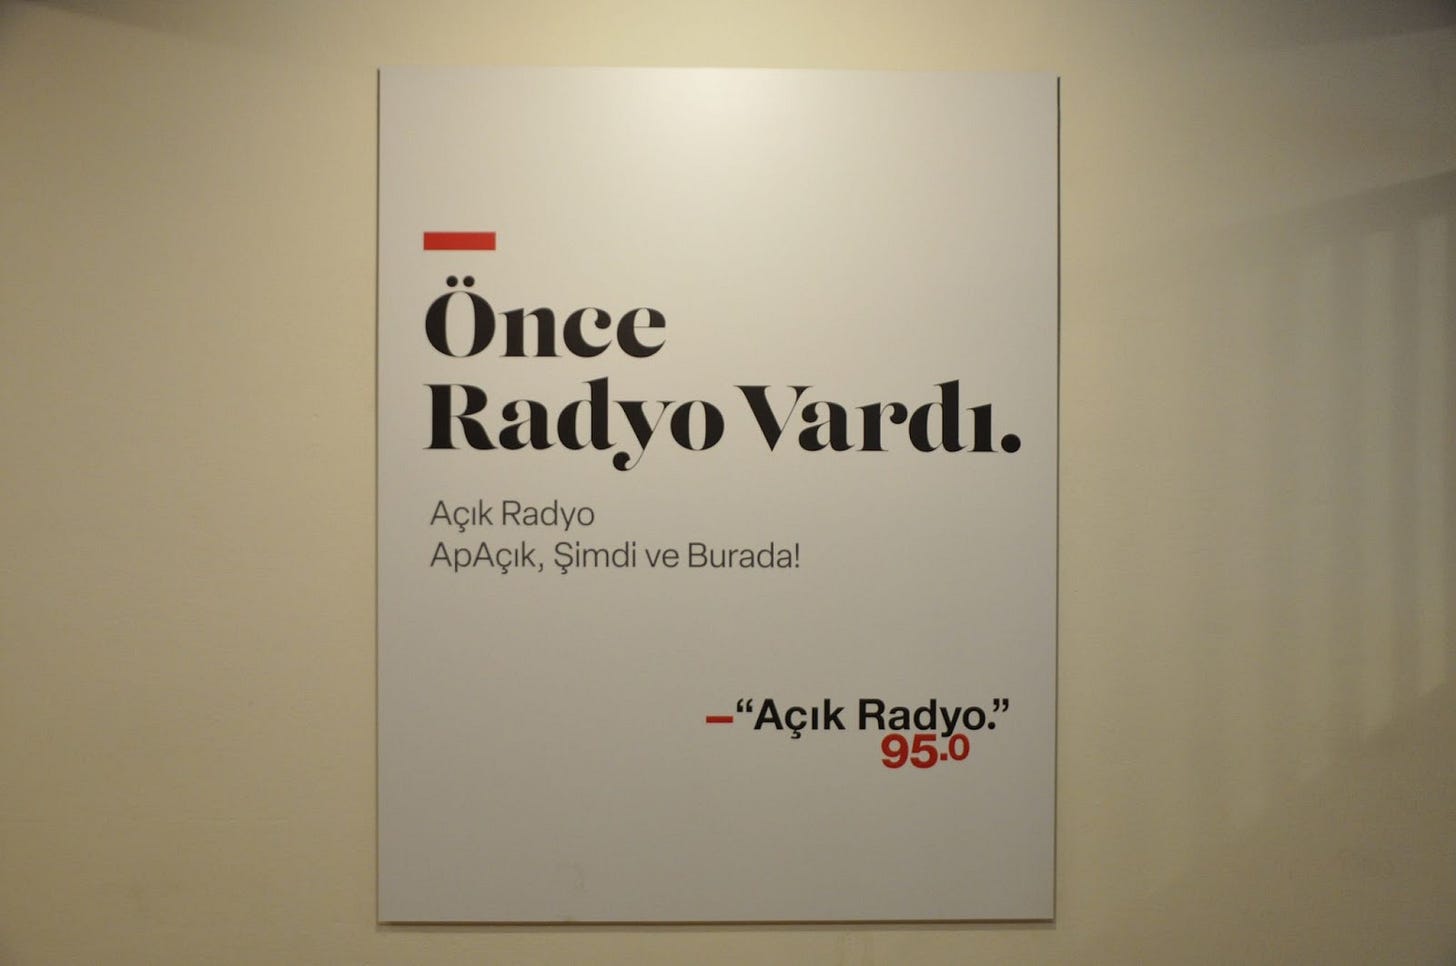 Önce
Radyo Vardı.
Açık Radyo
ApAçık, Şimdi ve Burada!
–“Açık Radyo.”
95.0